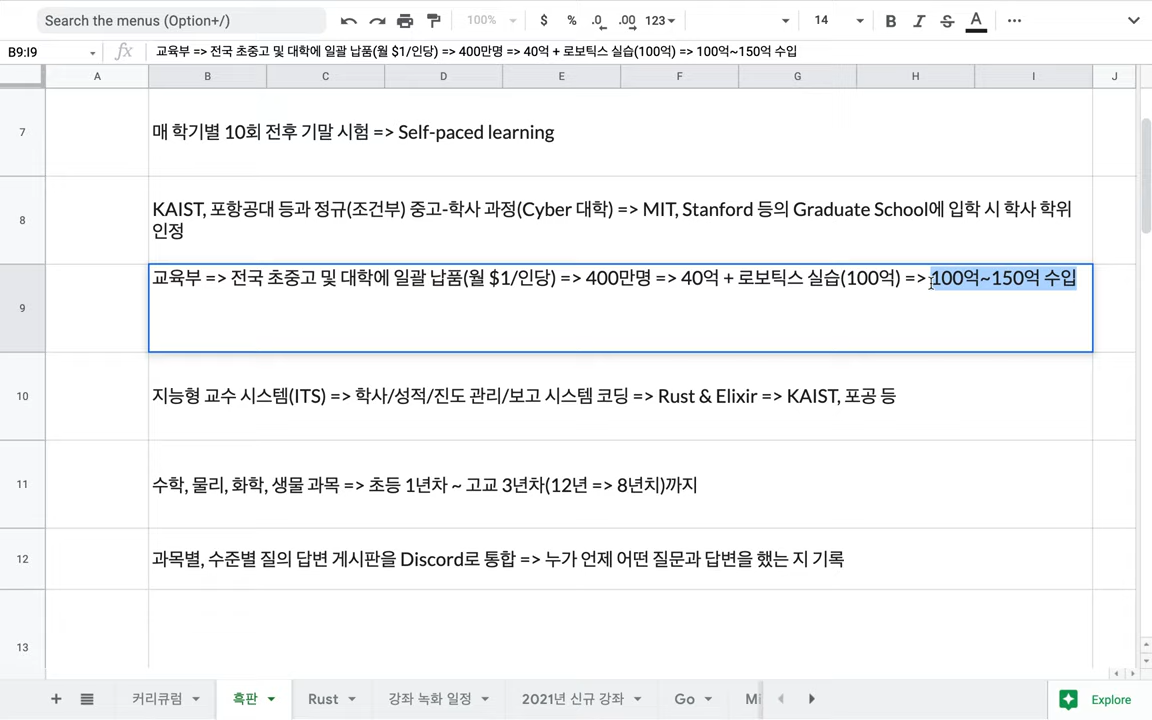 Search the menus (Option+/)
100%
$ % .0 .00 123
14
B I S A
B9:I9
fx
교육부 => 전국 초중고 및 대학에 일괄 납품(월 $1/인당) => 400만명 => 40억 + 로보틱스 실습(100억) => 100억~150억 수입
A B C D E F G H I J
7
매 학기별 10회 전후 기말 시험 => Self-paced learning
8
KAIST, 포항공대 등과 정규(조건부) 중고-학사 과정(Cyber 대학) => MIT, Stanford 등의 Graduate School에 입학 시 학사 학위
인정
9
교육부 => 전국 초중고 및 대학에 일괄 납품(월 $1/인당) => 400만명 => 40억 + 로보틱스 실습(100억) => 100억~150억 수입
10
지능형 교수 시스템(ITS) => 학사/성적/진도 관리/보고 시스템 코딩 => Rust & Elixir => KAIST, 포공 등
11
수학, 물리, 화학, 생물 과목 => 초등 1년차 ~ 고교 3년차(12년 => 8년치)까지
12
과목별, 수준별 질의 답변 게시판을 Discord로 통합 => 누가 언제 어떤 질문과 답변을 했는 지 기록
13
커리큐럼 흑판 Rust 강좌 녹화 일정 2021년 신규 강좌 Go Mi
Explore